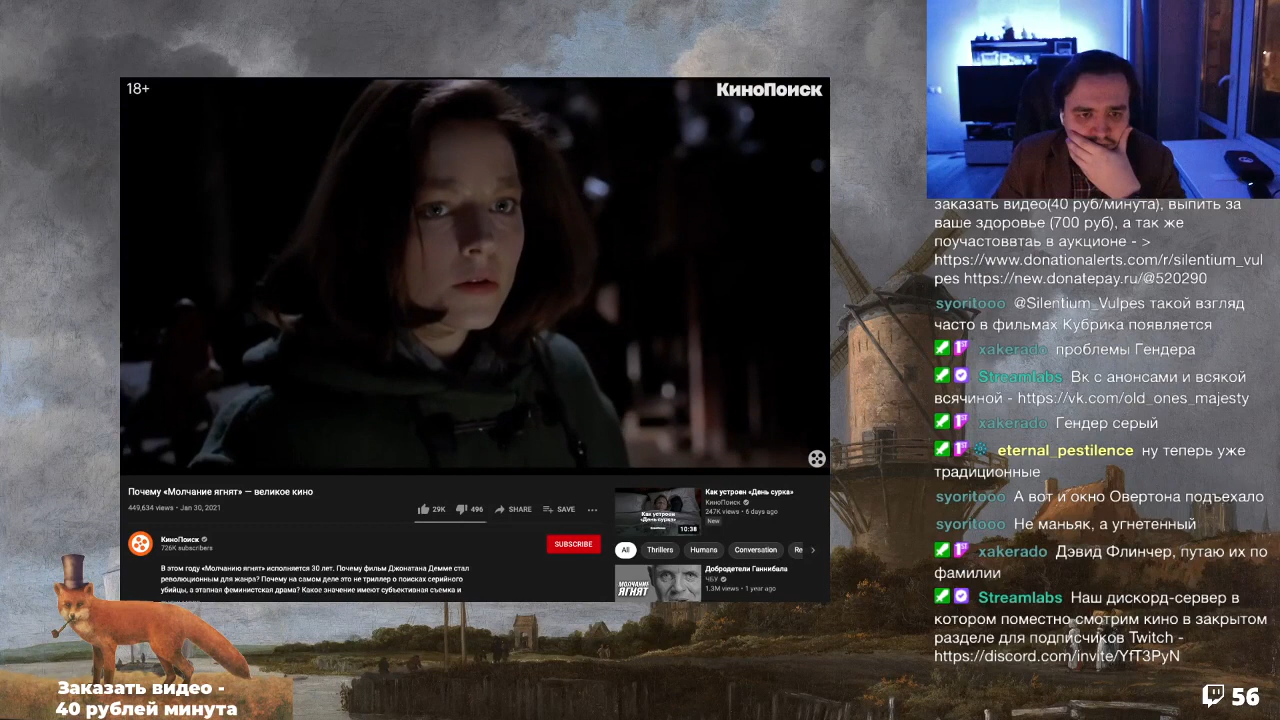 18+
КиноПоиск
Почему «Молчание ягнят» — великое кино
449,634 views • Jan 30, 2021
29K
496
SHARE
SAVE
КиноПоиск
726K subscribers
SUBSCRIBE
В этом году «Молчанию ягнят» исполняется 30 лет. Почему фильм Джонатана Демме стал
революционным для жанра? Почему на самом деле это не триллер о поисках серийного
убийцы, а этапная феминистская драма? Какое значение имеют субъективная съемка и
Как устроен
«День сурка»
10:38
Как устроен «День сурка»
КиноПоиск
247K views • 6 days ago
New
All
Thrillers
Humans
Conversation
Re
МОЛЧАНИЕ
ЯГНЯТ
Добродетели Ганнибала
ЧБУ
1.3M views • 1 year ago
заказать видео(40 руб/минута), выпить за
ваше здоровье (700 руб), а так же
поучаствовтаь в аукционе - >
https://www.donationalerts.com/r/silentium_vul
pes https://new.donatepay.ru/@520290
syoritooo @Silentium_Vulpes такой взгляд
часто в фильмах Кубрика появляется
xakerado проблемы Гендера
Streamlabs Вк с анонсами и всякой
всячиной - https://vk.com/old_ones_majesty
xakerado Гендер серый
eternal_pestilence ну теперь уже
традиционные
syoritooo А вот и окно Овертона подъехало
syoritooo Не маньяк, а угнетенный
xakerado Дэвид Флинчер, путаю их по
фамилии
Streamlabs Наш дискорд-сервер в
котором поместно смотрим кино в закрытом
разделе для подписчиков Twitch -
https://discord.com/invite/YfT3PyN
Заказать видео -
40 рублей минута
56